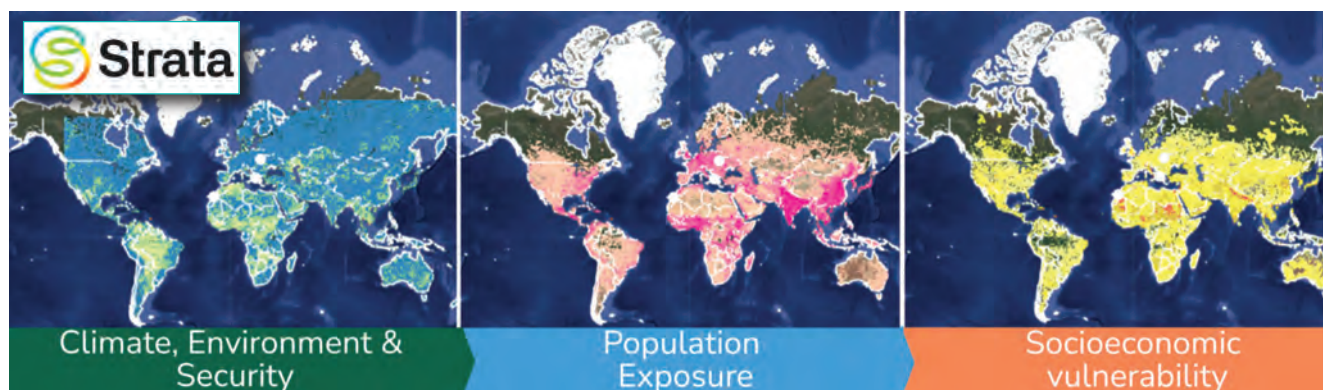 Strata
Climate, Environment &
Security
Population
Exposure
Socioeconomic
vulnerability